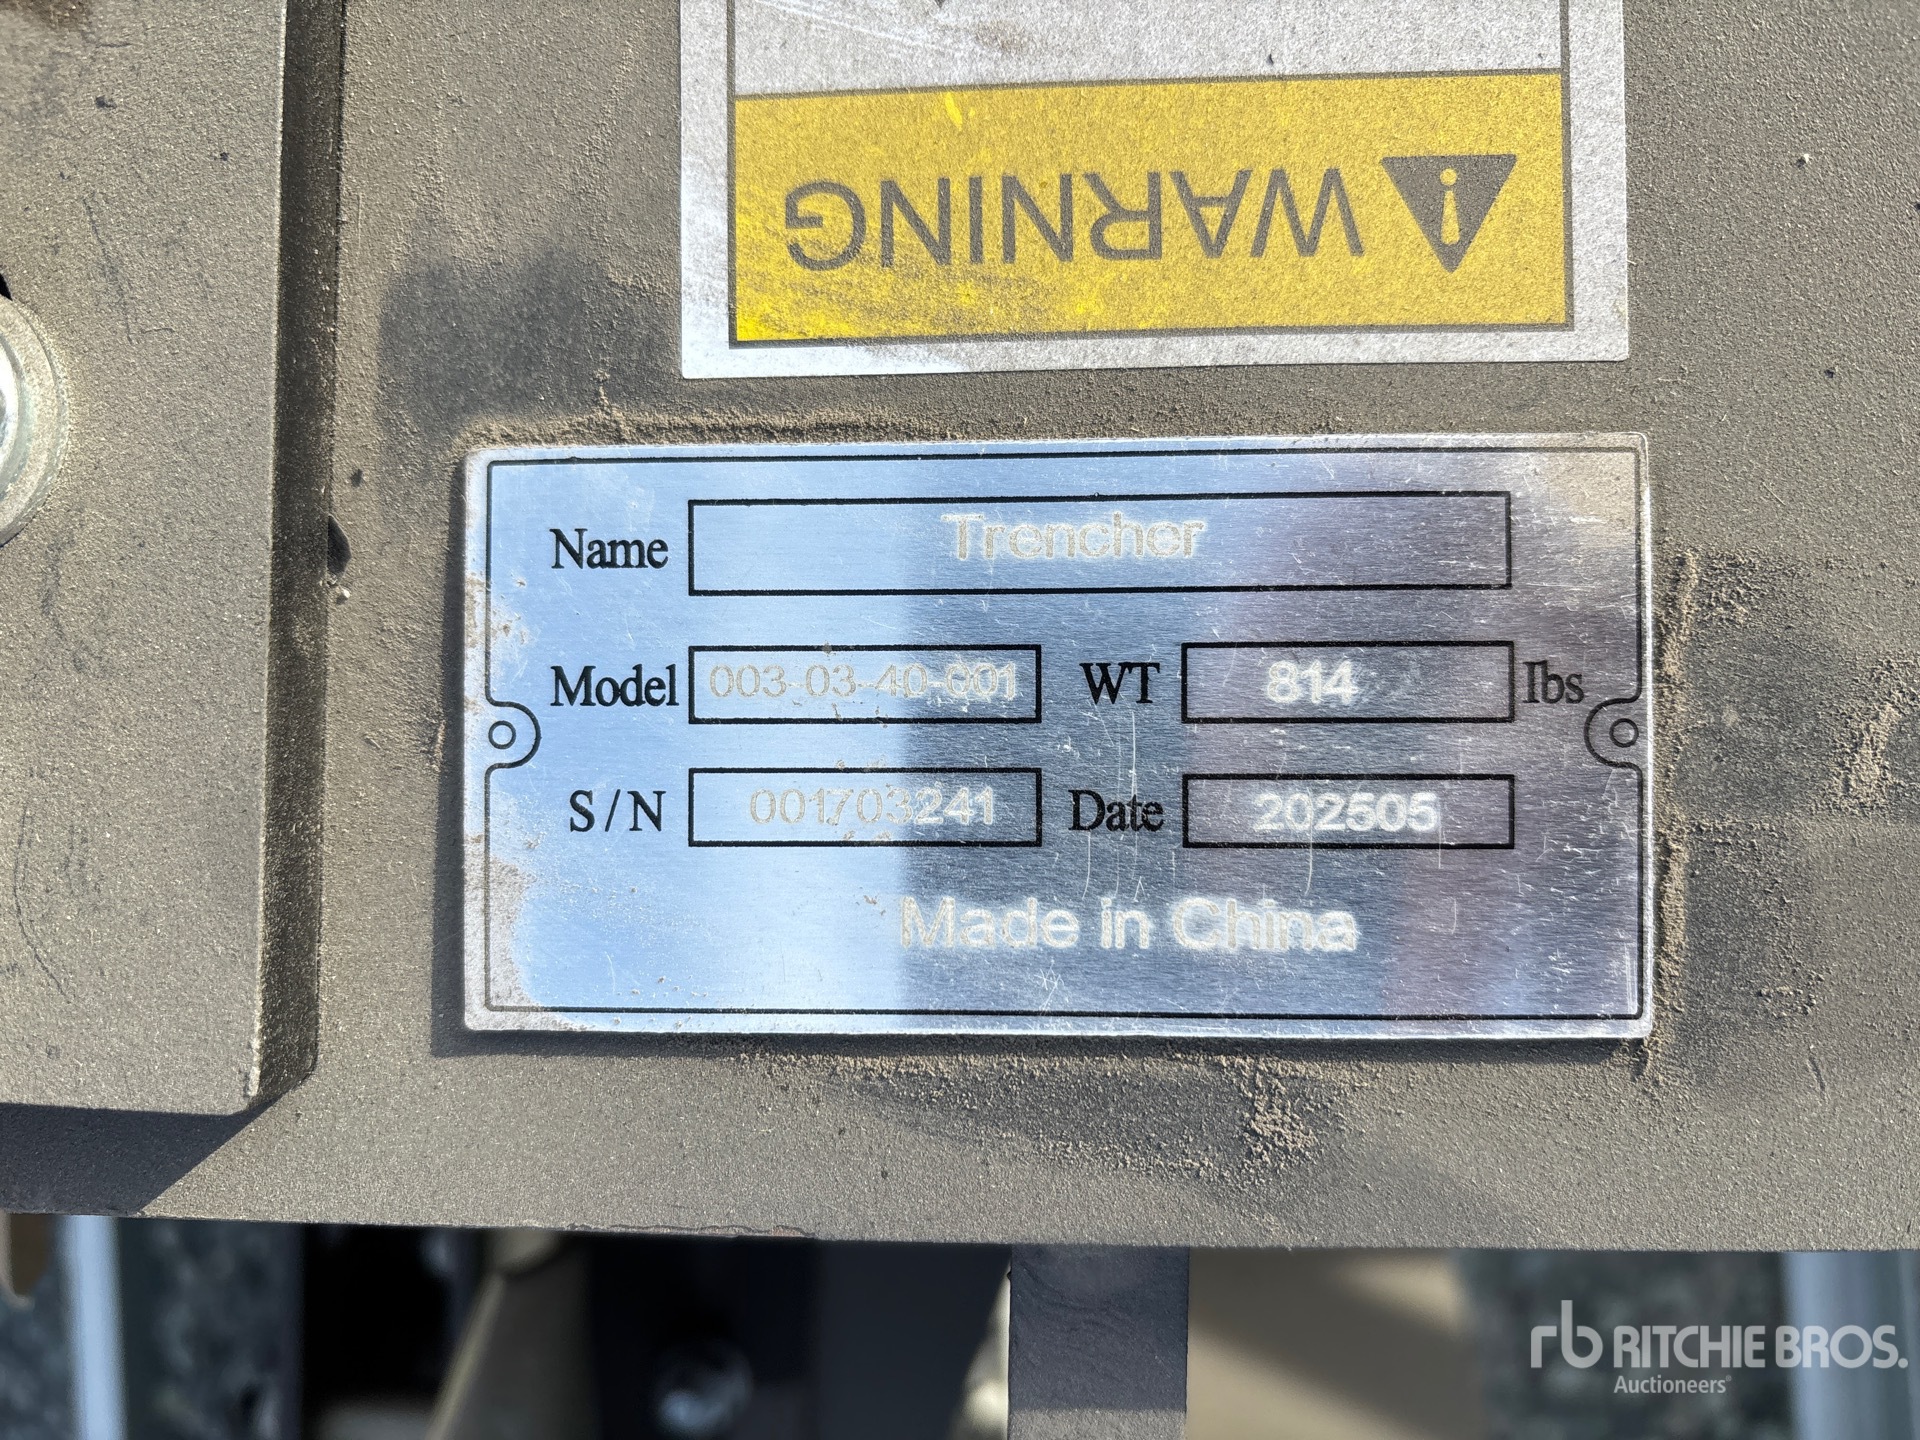 WARNING
Name Trencher
Model 003-03-40-001 WT 814 lbs
S/N 001703241 Date 202505
Made in China
rb RITCHIE BROS.
Auctioneers